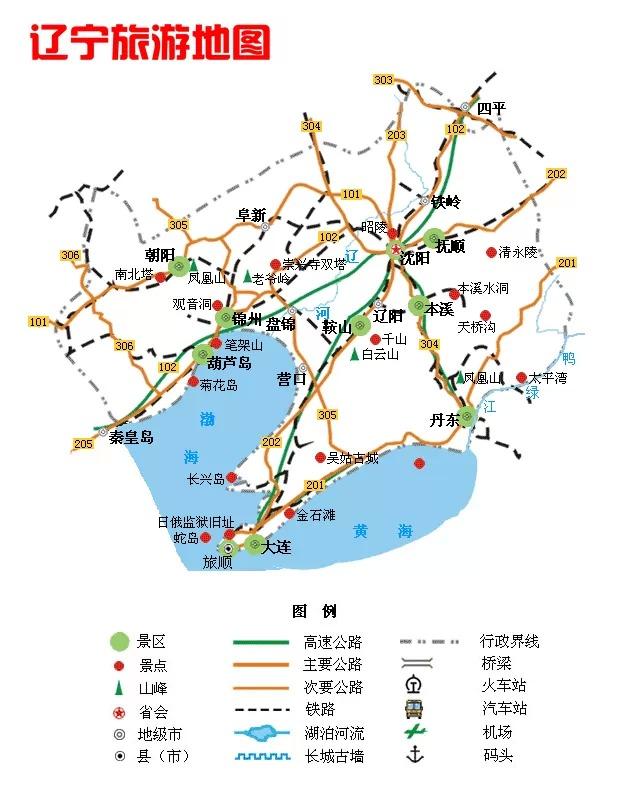 辽宁旅游地图
303
四平
304
203
102
202
101
铁岭
305
阜新
昭陵
102
抚顺
朝阳
辽
沈阳
清永陵
306
崇兴寺双塔
南北塔
凤凰山
老爷岭
201
本溪水洞
观音洞
河
辽阳
本溪
101
锦州
盘锦
鞍山
天桥沟
306
笔架山
千山
304
白云山
鸭
102
葫芦岛
营口
凤凰山
太平湾
菊花岛
绿
渤
305
江
丹东
205
秦皇岛
202
海
吴姑古城
长兴岛
201
日俄监狱旧址
金石滩
蛇岛
黄 海
大连
旅顺
图 例
景区
高速公路
行政界线
景点
主要公路
桥梁
山峰
次要公路
火车站
省会
铁路
汽车站
地级市
湖泊河流
机场
县（市）
长城古墙
码头